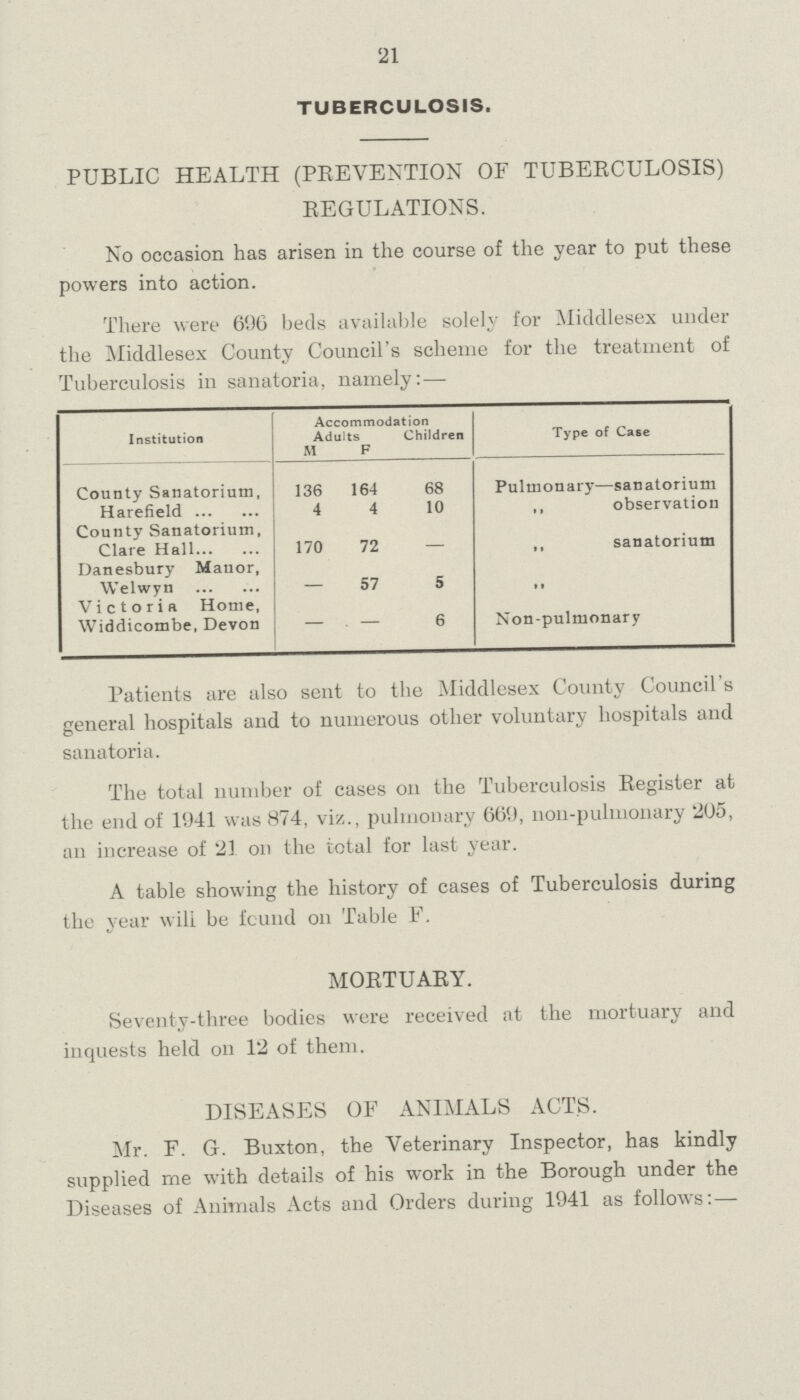 21
TUBERCULOSIS.
PUBLIC HEALTH (PREVENTION OF TUBERCULOSIS)
REGULATIONS.
No occasion has arisen in the course of the year to put these
powers into action.
There were 696 beds available solely for Middlesex under
the Middlesex County Council's scheme for the treatment of
Tuberculosis in sanatoria, namely:—
Institution Accommodation Type of Case
Adults Children
M F
County Sanatorium, 136 164 68 Pulmonary—sanatorium
Harefield ... ... 4 4 10 ,, observation
County Sanatorium,
Clare Hall... ... 170 72 — ,, sanatorium
Danesbury Manor,
Welwyn ... ... — 57 5 ,,
Victoria Home,
Widdicombe, Devon — — 6 Non-pulmonary
Patients are also sent to the Middlesex County Council's
general hospitals and to numerous other voluntary hospitals and
sanatoria.
The total number of cases on the Tuberculosis Register at
the end of 1941 was 874, viz., pulmonary 669, non-pulmonary 205,
an increase of 21 on the total for last year.
A table showing the history of cases of Tuberculosis during
the year will be found on Table F.
MORTUARY.
Seventy-three bodies were received at the mortuary and
inquests held on 12 of them.
DISEASES OF ANIMALS ACTS.
Mr. F. G. Buxton, the Veterinary Inspector, has kindly
supplied me with details of his work in the Borough under the
Diseases of Animals Acts and Orders during 1941 as follows:—